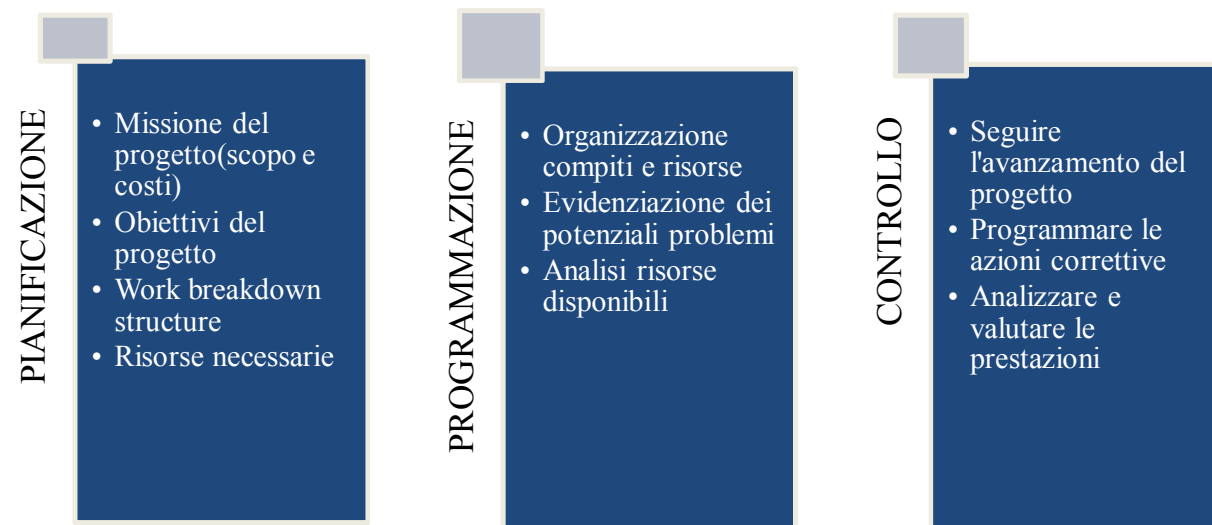 PIANIFICAZIONE
• Missione del
progetto(scopo e
costi)
• Obiettivi del
progetto
• Work breakdown
structure
• Risorse necessarie
PROGRAMMAZIONE
• Organizzazione
compiti e risorse
• Evidenziazione dei
potenziali problemi
• Analisi risorse
disponibili
CONTROLLO
• Seguire
l'avanzamento del
progetto
• Programmare le
azioni correttive
• Analizzare e
valutare le
prestazioni